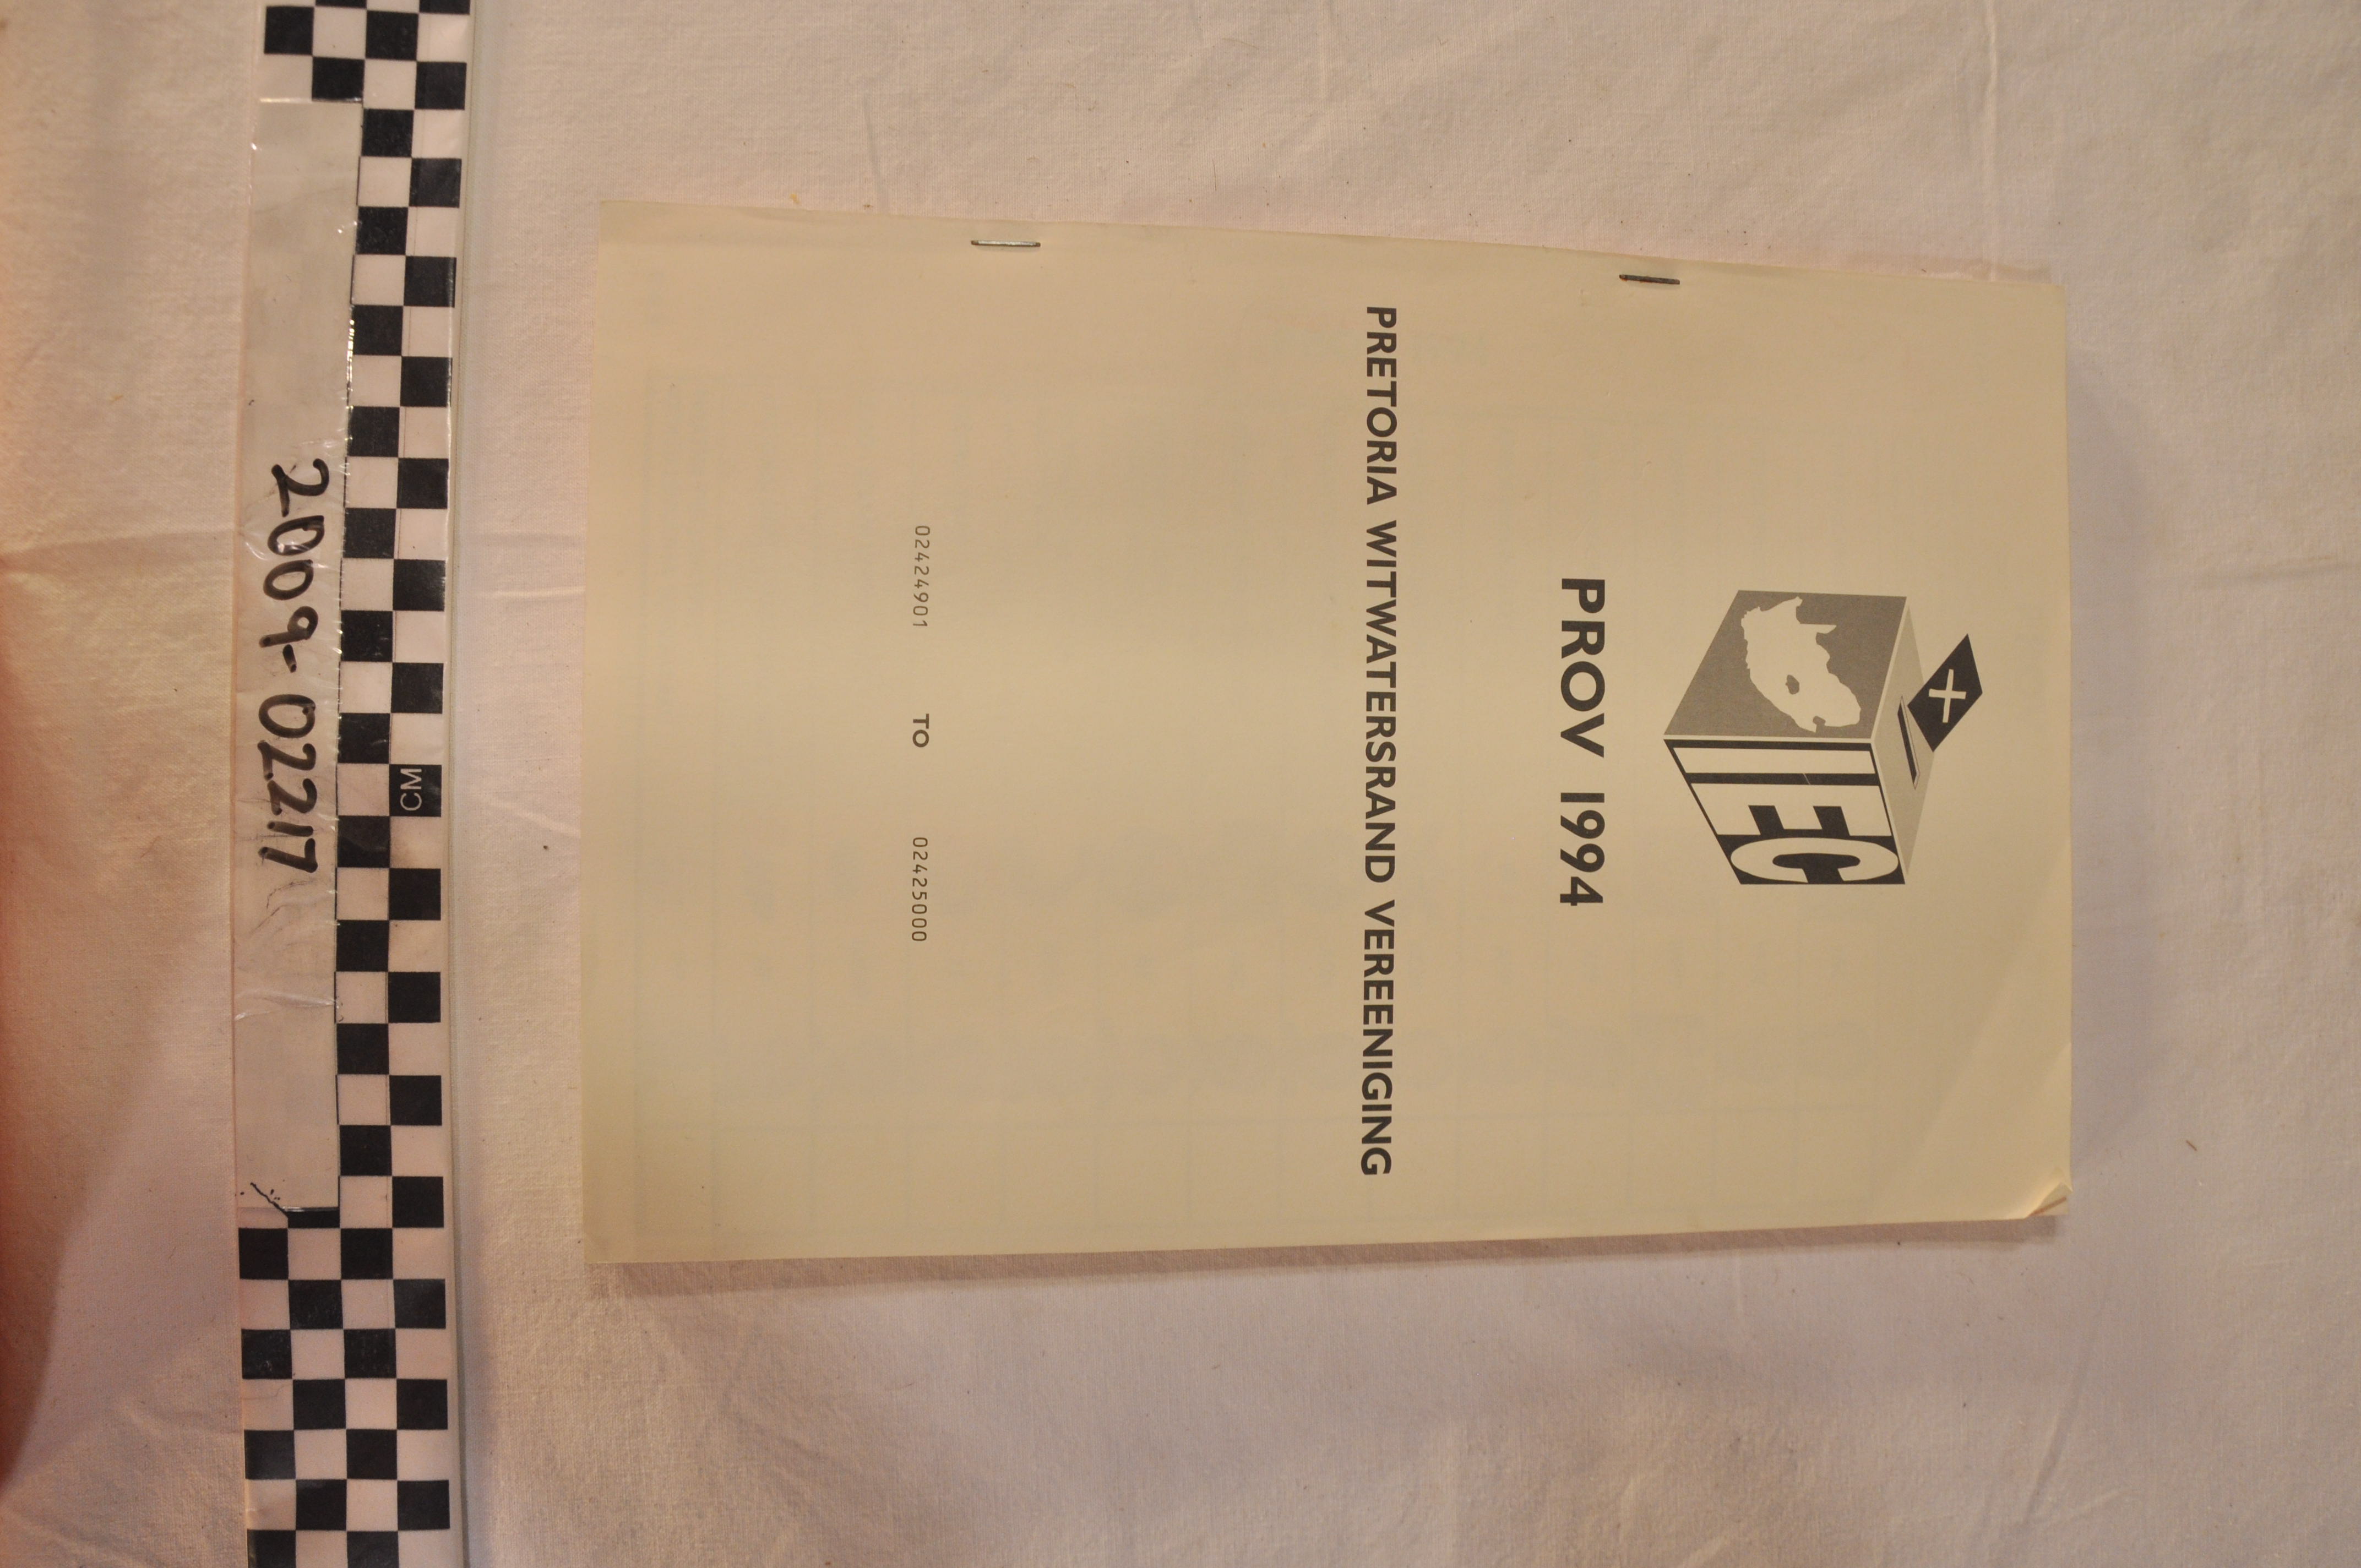 IEC
PROV 1994
PRETORIA WITWATERSRAND VEREENIGING
02424901 TO 02425000
CM
2009-02217